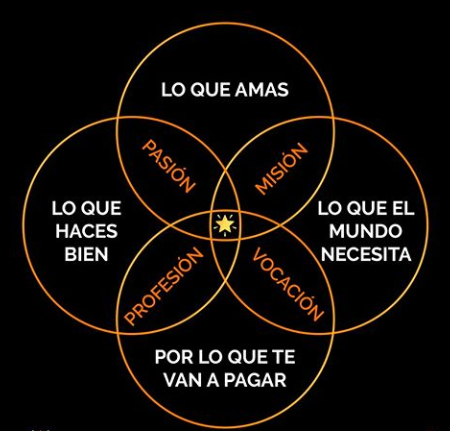 LO QUE AMAS
PASIÓN
MISIÓN
LO QUE
HACES
BIEN
LO QUE EL
MUNDO
NECESITA
PROFESIÓN
VOCACIÓN
POR LO QUE TE
VAN A PAGAR